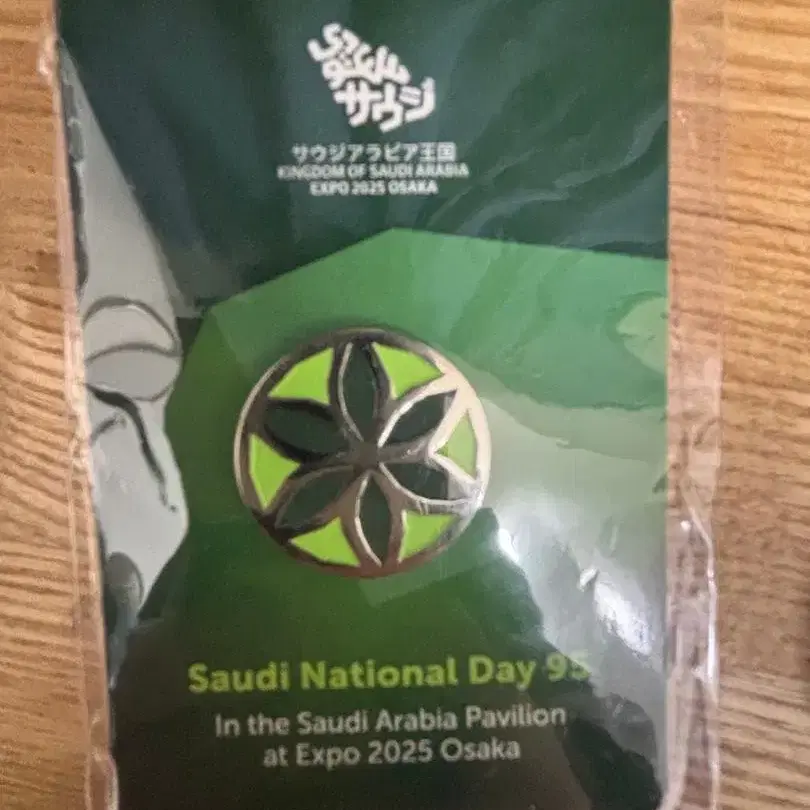 サウジ
サウジアラビア王国
KINGDOM OF SAUDI ARABIA
EXPO 2025 OSAKA
Saudi National Day 95
In the Saudi Arabia Pavilion
at Expo 2025 Osaka